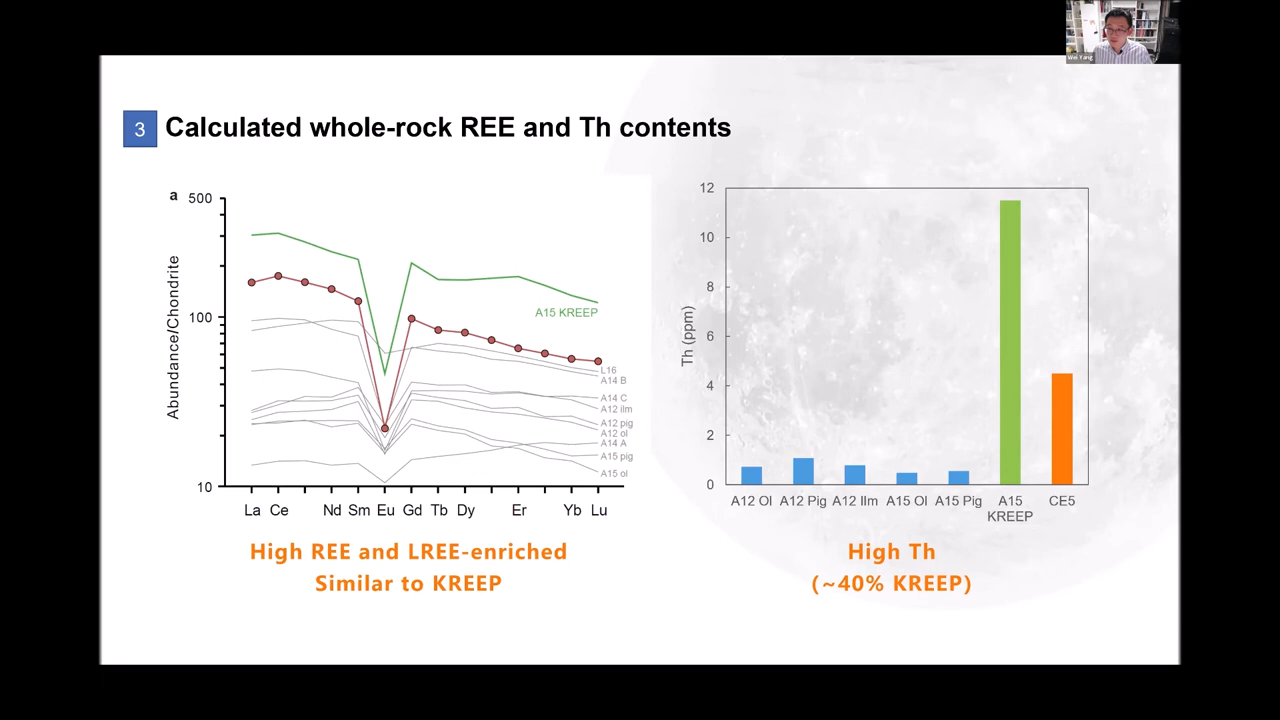 Wei Yang
3 Calculated whole-rock REE and Th contents
a
500
100
10
Abundance/Chondrite
A15 KREEP
L16
A14 B
A14 C
A12 ilm
A12 pig
A12 ol
A14 A
A15 pig
A15 ol
La Ce Nd Sm Eu Gd Tb Dy Er Yb Lu
High REE and LREE-enriched
Similar to KREEP
12
10
8
6
4
2
0
Th (ppm)
A12 Ol A12 Pig A12 Ilm A15 Ol A15 Pig A15 CE5
KREEP
High Th
(~40% KREEP)